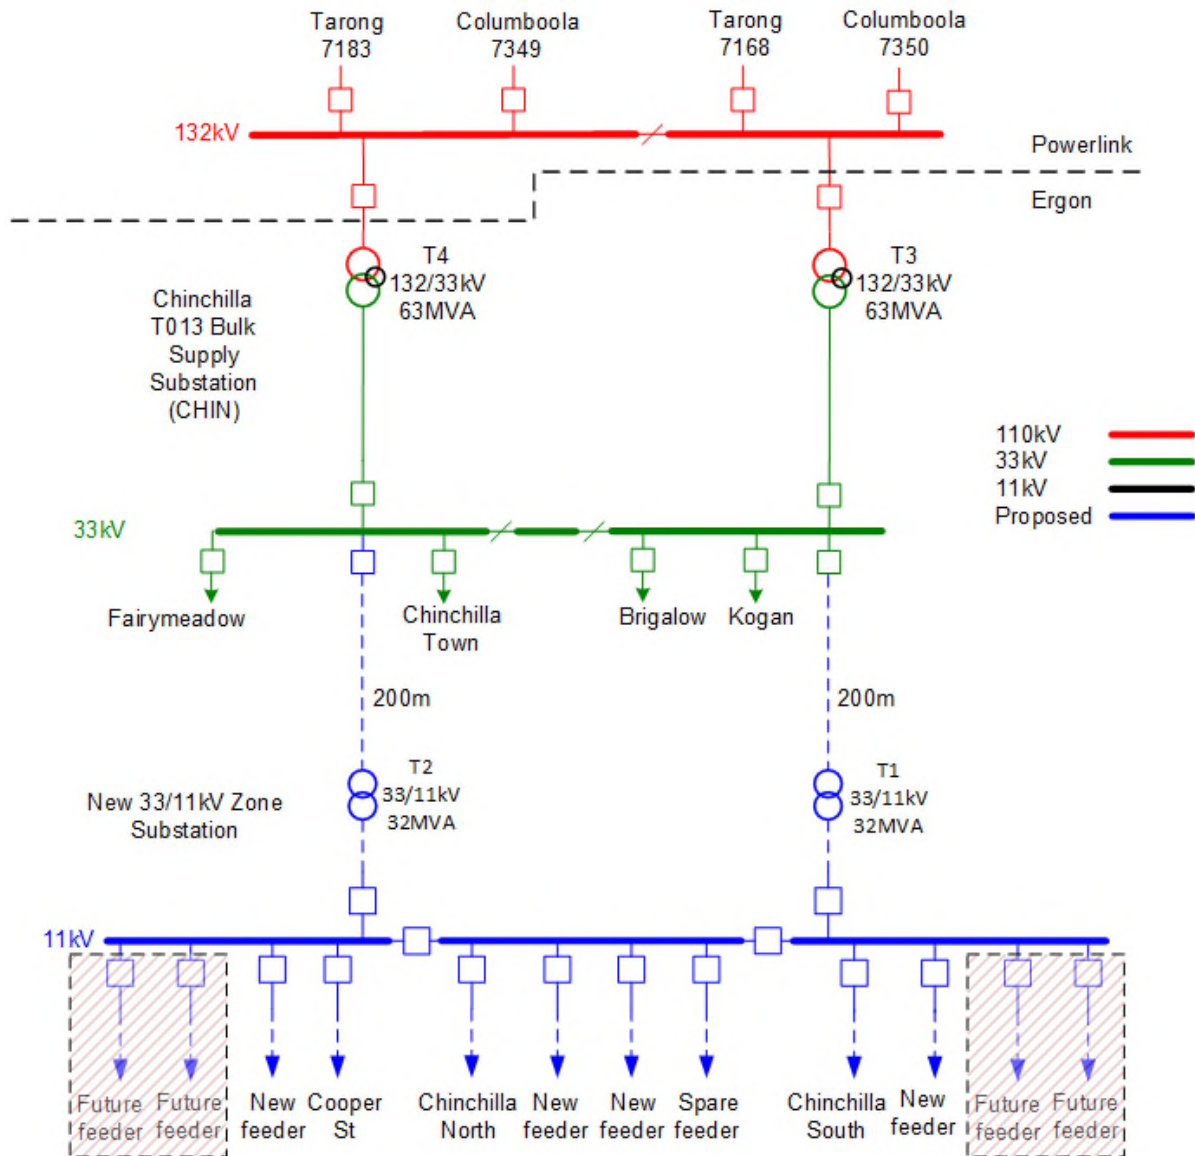 Tarong
7183
Columboola
7349
Tarong
7168
Columboola
7350
132kV
Powerlink
Ergon
T4
132/33kV
63MVA
T3
132/33kV
63MVA
Chinchilla
T013 Bulk
Supply
Substation
(CHIN)
110kV
33kV
11kV
Proposed
33kV
Fairymeadow
Chinchilla
Town
Brigalow
Kogan
200m
200m
T2
33/11kV
32MVA
T1
33/11kV
32MVA
New 33/11kV Zone
Substation
11kV
Future
feeder
Future
feeder
New
feeder
Cooper
St
Chinchilla
North
New
feeder
New
feeder
Spare
feeder
Chinchilla
South
New
feeder
Future
feeder
Future
feeder